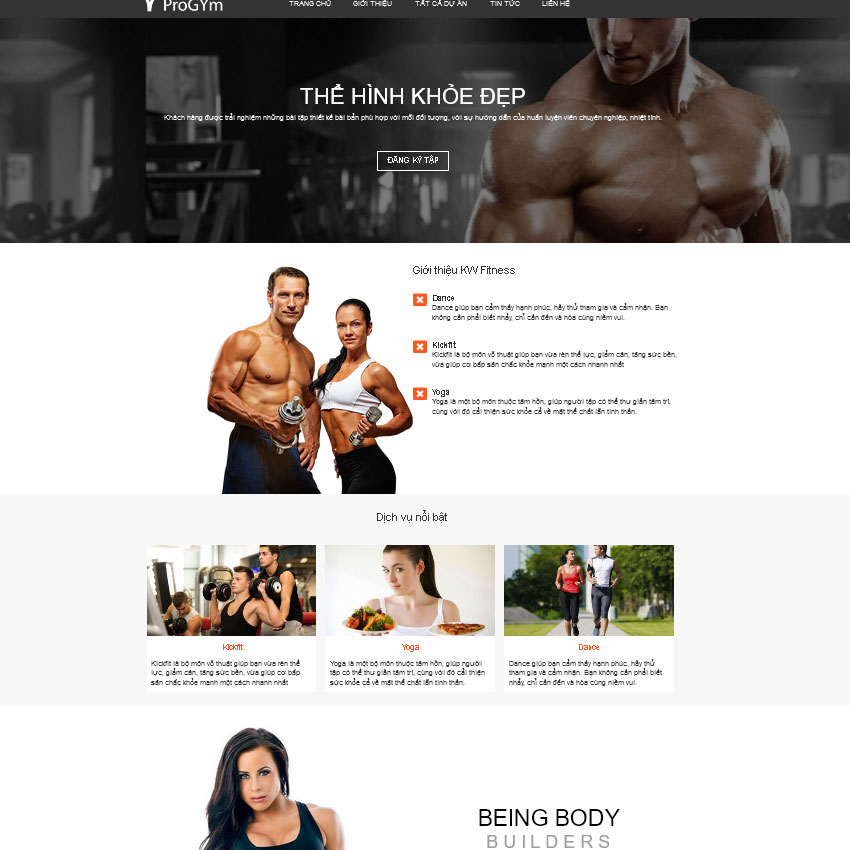 ProGYm
TRANG CHỦ GIỚI THIỆU TẤT CẢ DỰ ÁN TIN TỨC LIÊN HỆ
THỂ HÌNH KHỎE ĐẸP
Khách hàng được trải nghiệm những bài tập thiết kế bài bản phù hợp với mỗi đối tượng, với sự hướng dẫn của huấn luyện viên chuyên nghiệp, nhiệt tình.
ĐĂNG KÝ TẬP
Giới thiệu KW Fitness
Dance
Dance giúp bạn cảm thấy hạnh phúc, hãy thử tham gia và cảm nhận. Bạn
không cần phải biết nhảy, chỉ cần đến và hòa cùng niềm vui.
Kickfit
Kickfit là bộ môn võ thuật giúp bạn vừa rèn thể lực, giảm cân, tăng sức bền,
vừa giúp cơ bắp săn chắc khỏe mạnh một cách nhanh nhất
Yoga
Yoga là một bộ môn thuộc tâm hồn, giúp người tập có thể thư giãn tâm trí,
cùng với đó cải thiện sức khỏe cả về mặt thể chất lẫn tinh thần.
Dịch vụ nổi bật
Kickfit
Kickfit là bộ môn võ thuật giúp bạn vừa rèn thể
lực, giảm cân, tăng sức bền, vừa giúp cơ bắp
săn chắc khỏe mạnh một cách nhanh nhất
Yoga
Yoga là một bộ môn thuộc tâm hồn, giúp người
tập có thể thư giãn tâm trí, cùng với đó cải thiện
sức khỏe cả về mặt thể chất lẫn tinh thần.
Dance
Dance giúp bạn cảm thấy hạnh phúc, hãy thử
tham gia và cảm nhận. Bạn không cần phải biết
nhảy, chỉ cần đến và hòa cùng niềm vui.
BEING BODY
BUILDERS